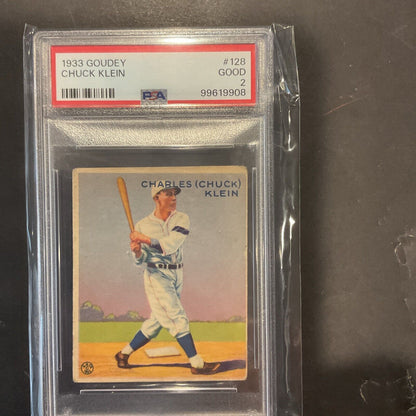 1933 GOUDEY
CHUCK KLEIN
#128
GOOD
2
99619908
PSA
CHARLES (CHUCK)
KLEIN